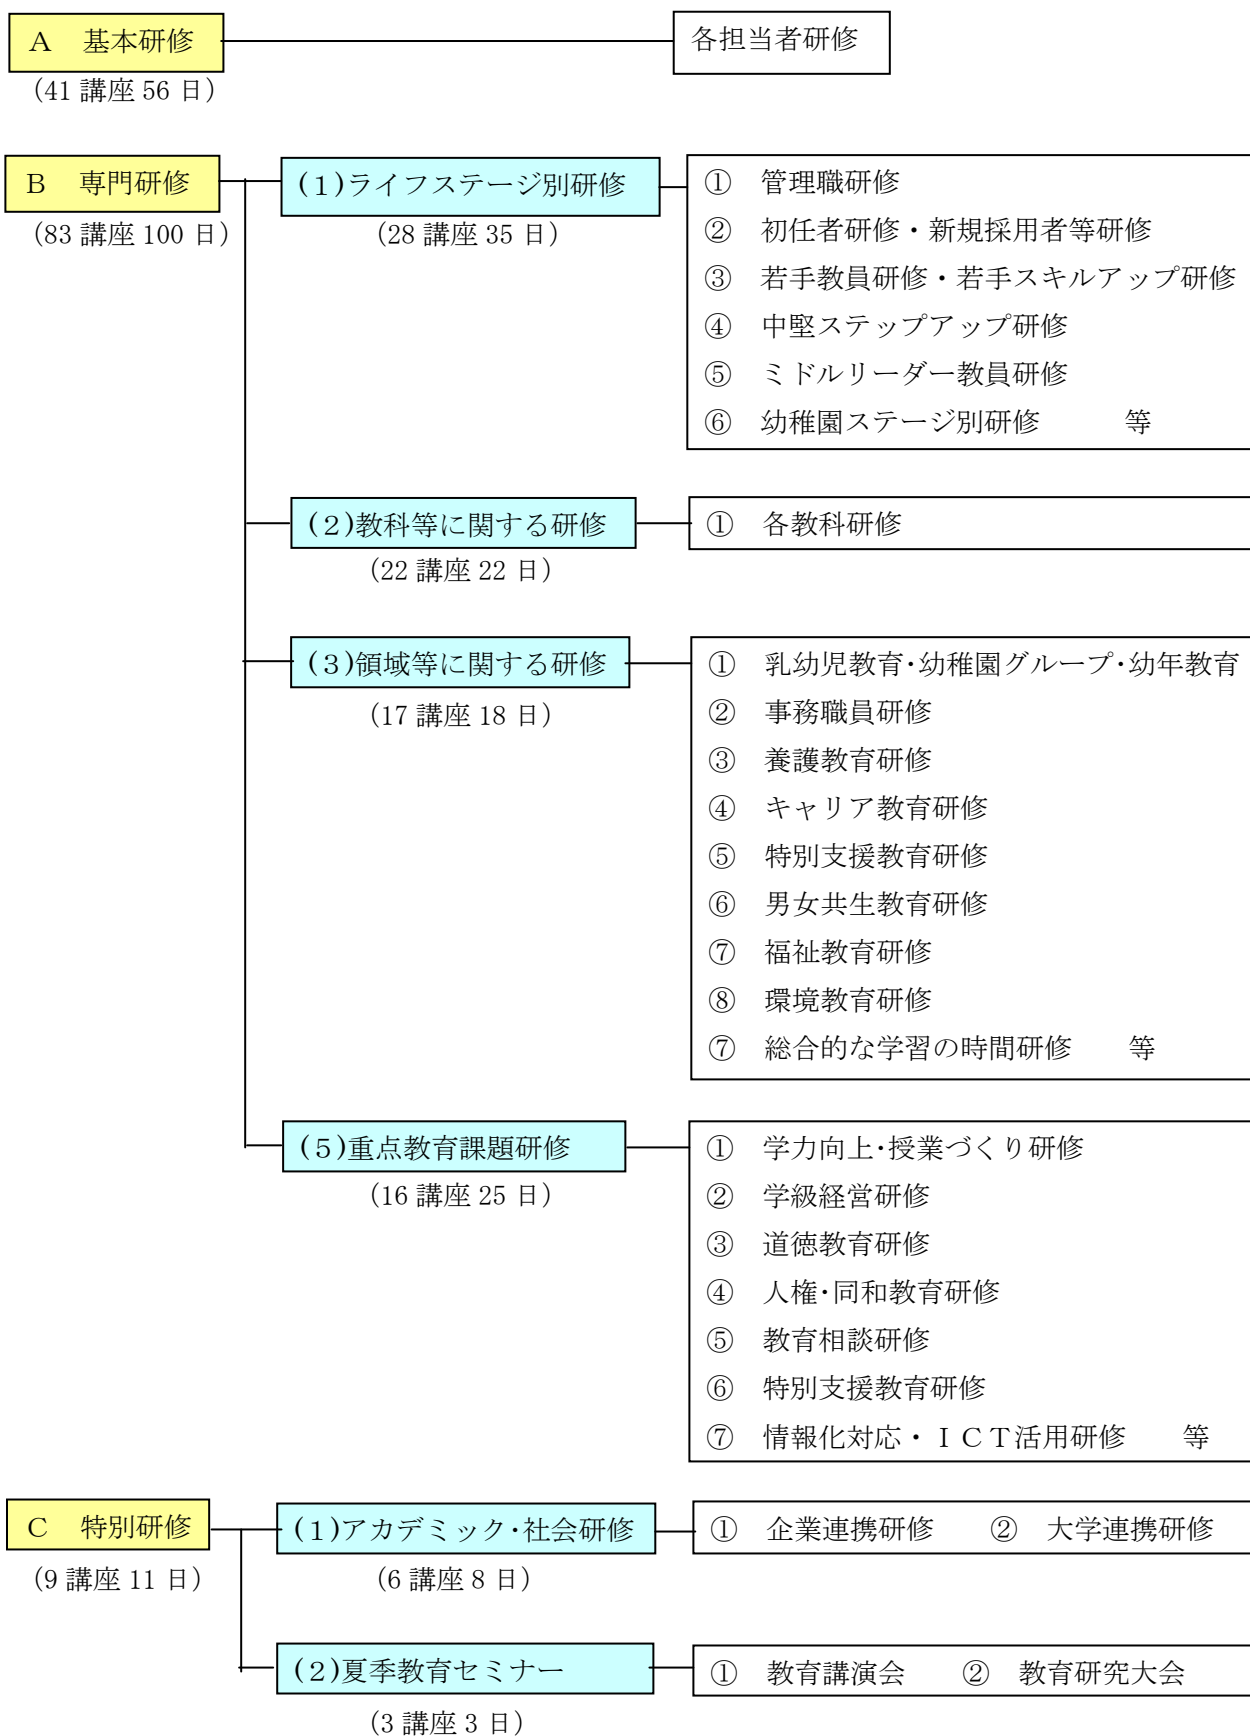 A　基本研修
各担当者研修
(41 講座 56 日)
B　専門研修
(1)ライフステージ別研修
①　管理職研修
(83 講座 100 日)
(28 講座 35 日)
②　初任者研修・新規採用者等研修
③　若手教員研修・若手スキルアップ研修
④　中堅ステップアップ研修
⑤　ミドルリーダー教員研修
⑥　幼稚園ステージ別研修　　　等
(２)教科等に関する研修
①　各教科研修
(22 講座 22 日)
(３)領域等に関する研修
①　乳幼児教育･幼稚園グループ･幼年教育
(17 講座 18 日)
②　事務職員研修
③　養護教育研修
④　キャリア教育研修
⑤　特別支援教育研修
⑥　男女共生教育研修
⑦　福祉教育研修
⑧　環境教育研修
⑦　総合的な学習の時間研修　　等
(５)重点教育課題研修
①　学力向上･授業づくり研修
(16 講座 25 日)
②　学級経営研修
③　道徳教育研修
④　人権･同和教育研修
⑤　教育相談研修
⑥　特別支援教育研修
⑦　情報化対応・ＩＣＴ活用研修　　等
C　特別研修
(１)アカデミック･社会研修
①　企業連携研修　　②　大学連携研修
(9 講座 11 日)
(6 講座 8 日)
(２)夏季教育セミナー
①　教育講演会　　②　教育研究大会
(3 講座 3 日)